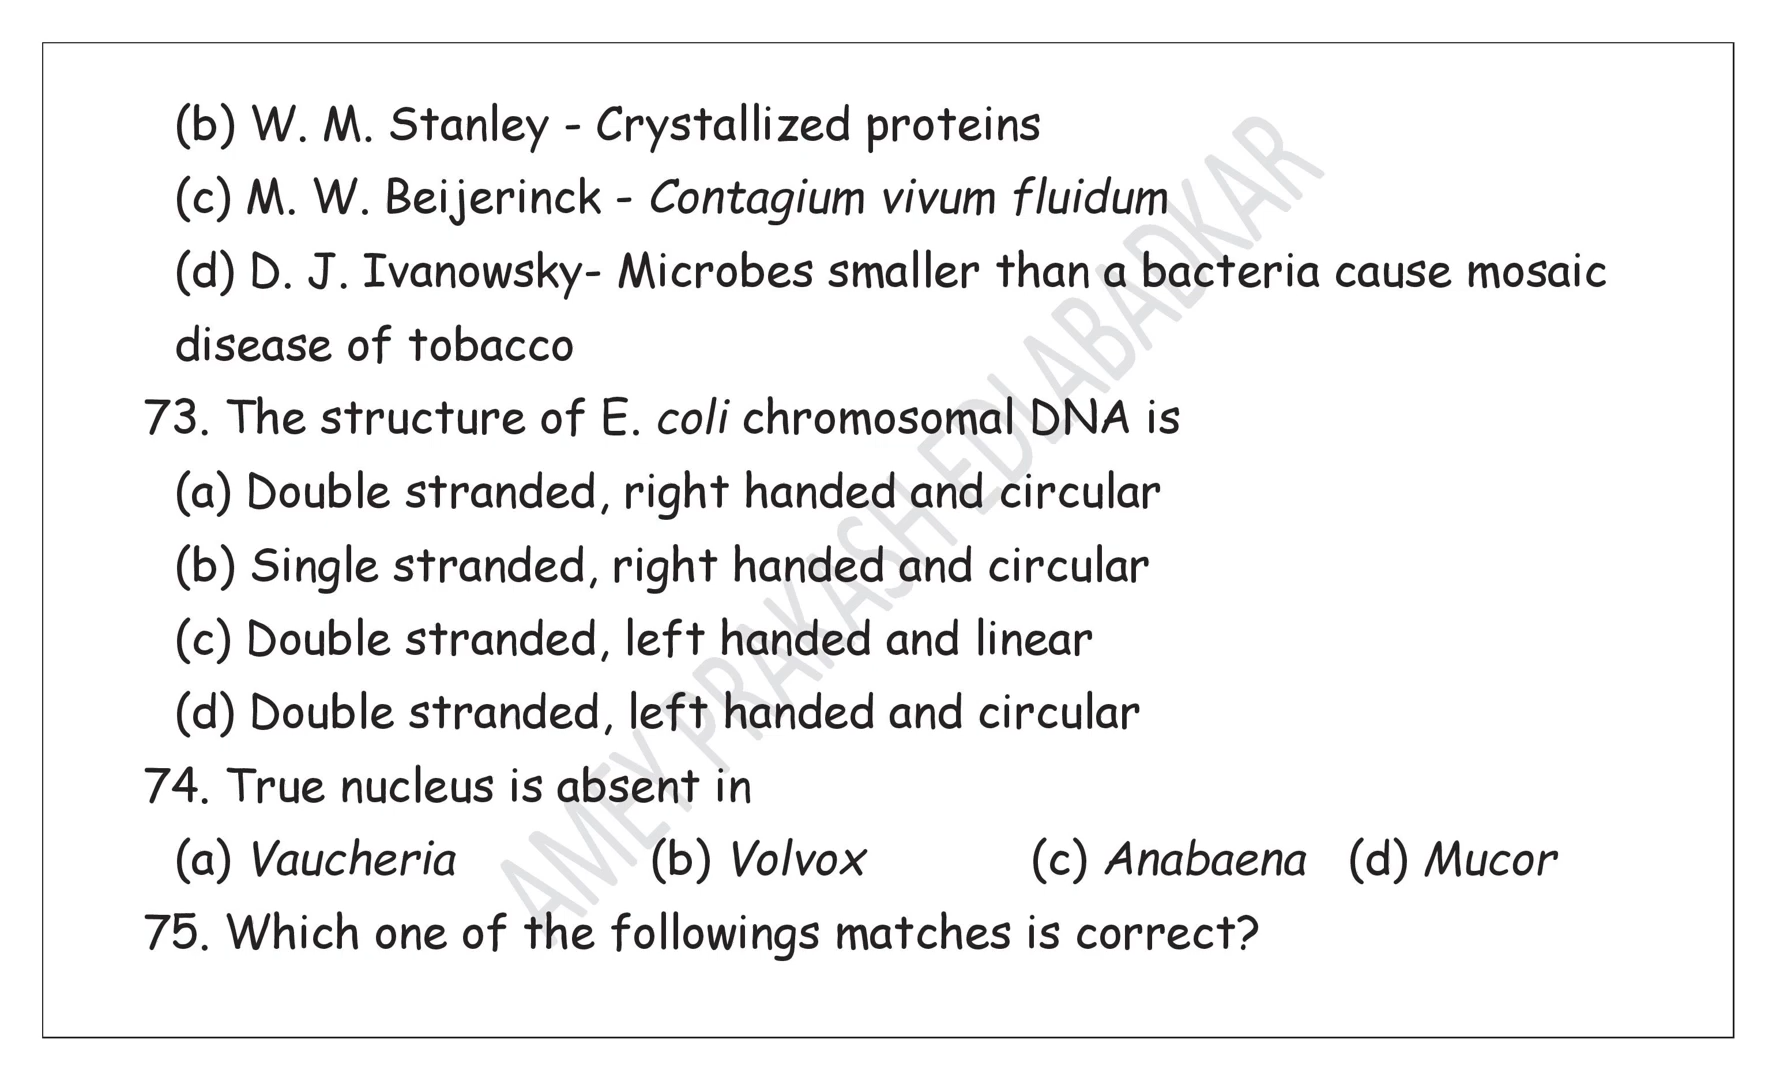 (b) W. M. Stanley - Crystallized proteins
(c) M. W. Beijerinck - Contagium vivum fluidum
(d) D. J. Ivanowsky- Microbes smaller than a bacteria cause mosaic
disease of tobacco
73. The structure of E. coli chromosomal DNA is
(a) Double stranded, right handed and circular
(b) Single stranded, right handed and circular
(c) Double stranded, left handed and linear
(d) Double stranded, left handed and circular
74. True nucleus is absent in
(a) Vaucheria (b) Volvox (c) Anabaena (d) Mucor
75. Which one of the followings matches is correct?
AMEY PRAKASH EDLABADKAR